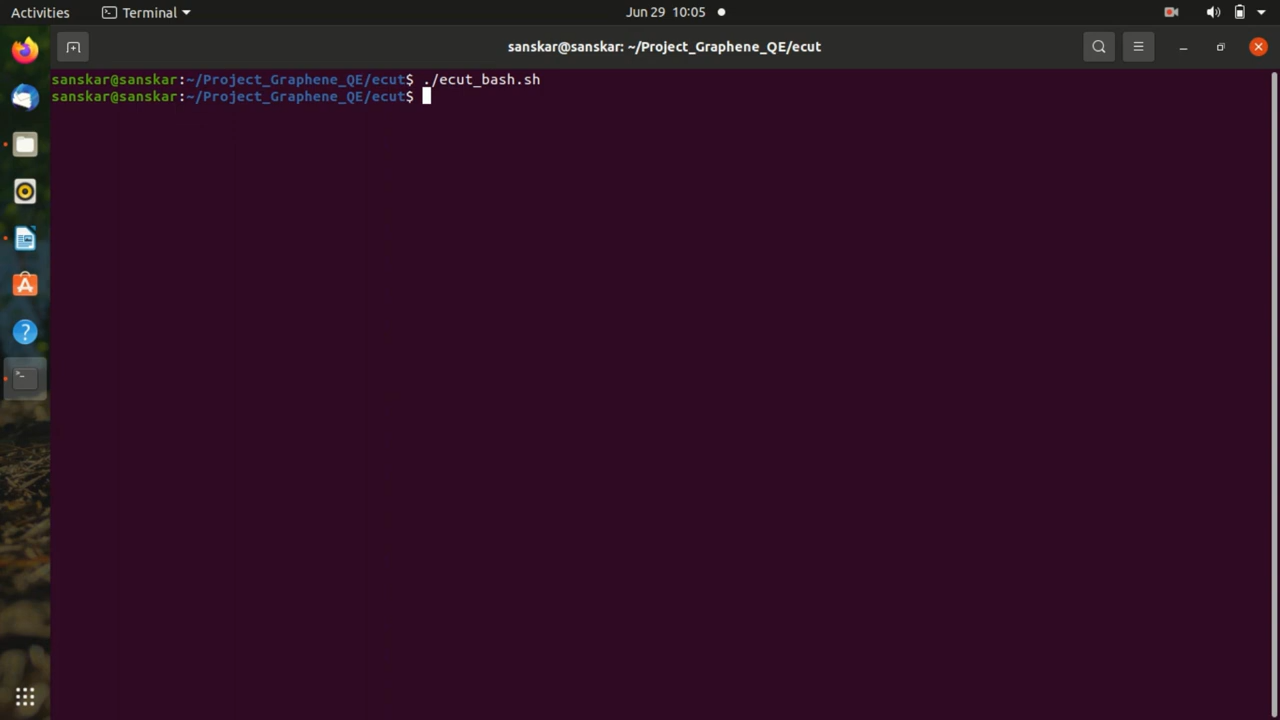 Activities
Terminal
Jun 29 10:05
sanskar@sanskar: ~/Project_Graphene_QE/ecut
sanskar@sanskar:~/Project_Graphene_QE/ecut$ ./ecut_bash.sh
sanskar@sanskar:~/Project_Graphene_QE/ecut$